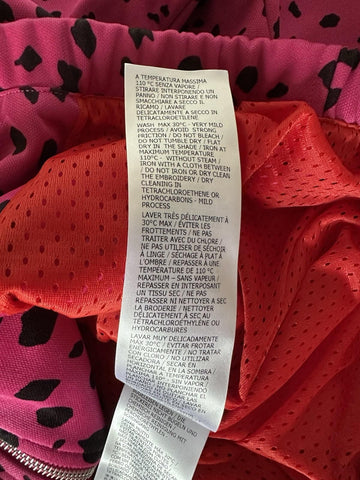 A TEMPERATURA MASSIMA
110 °C SENZA VAPORE /
STIRARE INTERPONENDO UN
PANNO / NON STIRARE E NON
SMACCHIARE A SECCO IL
RICAMO / LAVARE
DELICATAMENTE A SECCO IN
TETRACLOROETILENE
WASH MAX 30°C - VERY MILD
PROCESS / AVOID STRONG
FRICTION / DO NOT BLEACH /
DO NOT TUMBLE DRY / FLAT
DRY IN THE SHADE / IRON AT
MAXIMUM TEMPERATURE
110°C - WITHOUT STEAM /
IRON WITH A CLOTH BETWEEN
/ DO NOT IRON OR DRY CLEAN
THE EMBROIDERY / DRY
CLEANING IN
TETRACHLOROETHENE OR
HYDROCARBONS - MILD
PROCESS
LAVER TRÉS DÉLICATEMENT À
30°C MAX / ÉVITER LES
FROTTEMENTS / NE PAS
TRAITER AVEC DU CHLORE /
NE PAS UTILISER DE SÉCHOIR
À LINGE / SÉCHAGE À PLAT À
L'OMBRE / REPASSER À UNE
TEMPÉRATURE DE 110 °C
MAXIMUM – SANS VAPEUR /
REPASSER EN INTERPOSANT
UN TISSU SEC / NE PAS
REPASSER NI NETTOYER A SEC
LA BRODERIE / NETTOYER À
SEC AU
TÉTRACHLOROÉTHYLÈNE OU
HYDROCARBURES
LAVAR MUY DELICADAMENTE
MAX 30°C / EVITAR FROTAR
ENÉRGICAMENTE / NO TRATAR
CON CLORO / NO UTILIZAR
SECADORA / SECAR EN
HORIZONTAL EN LA SOMBRA /